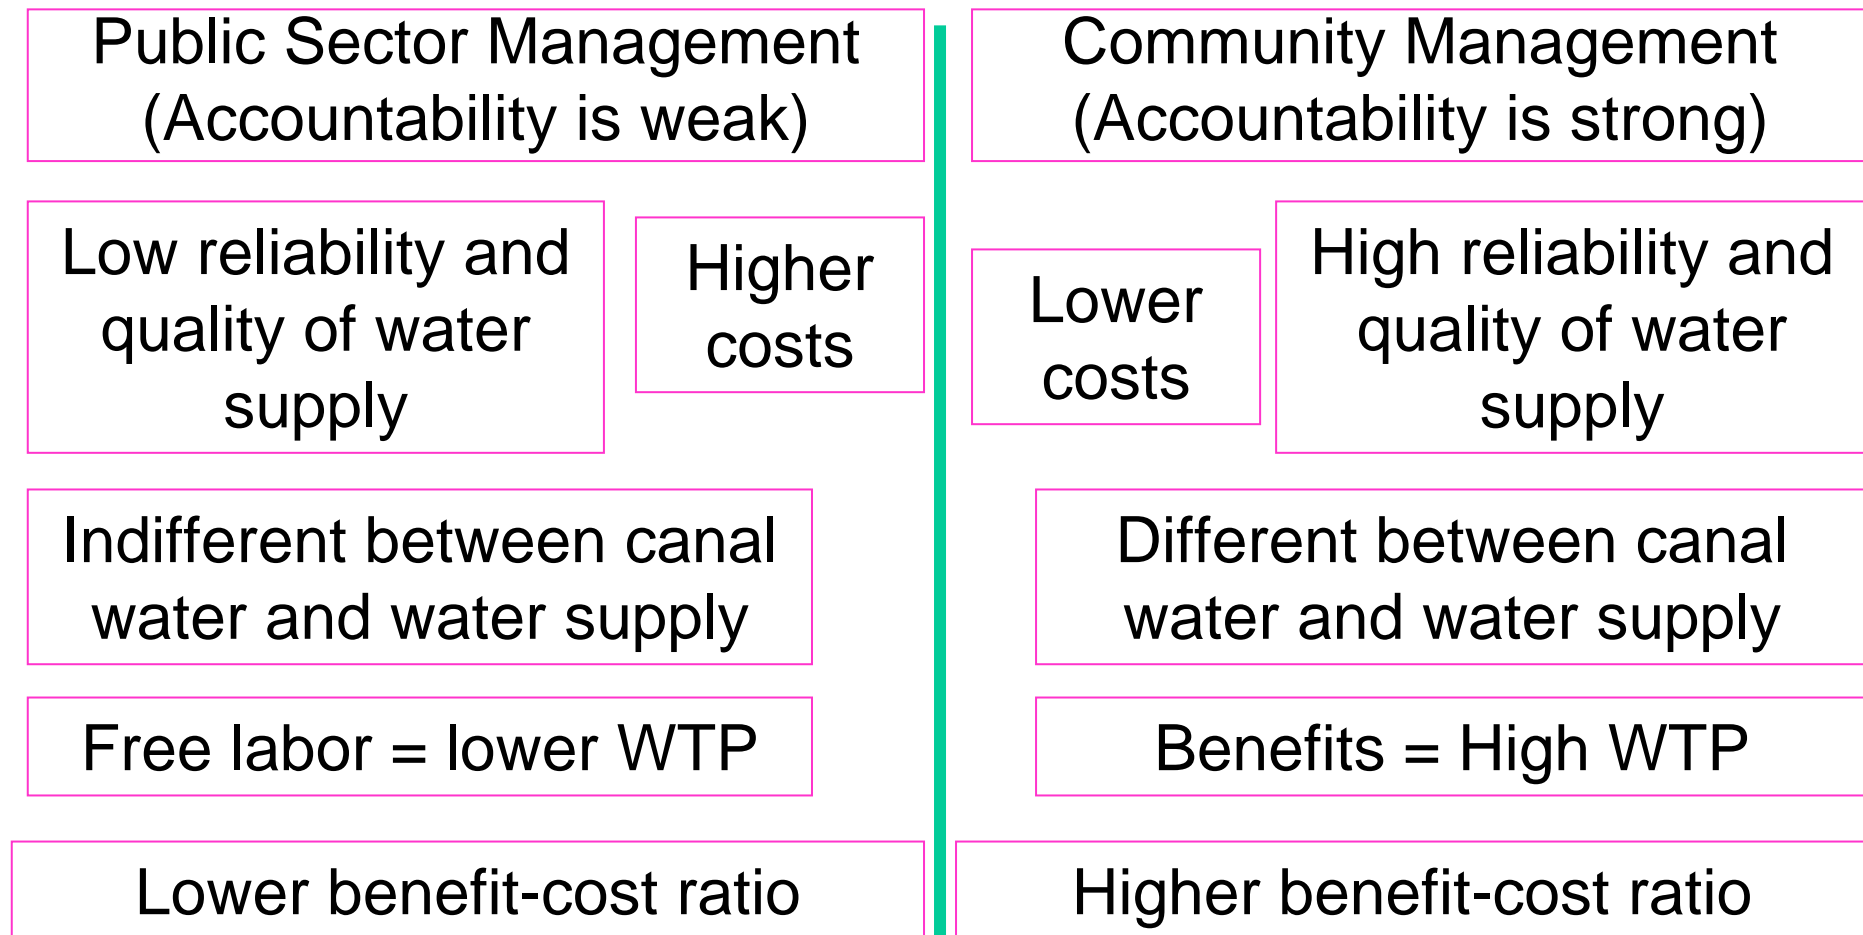 Public Sector Management
(Accountability is weak)
Low reliability and
quality of water
supply
Higher
costs
Indifferent between canal
water and water supply
Free labor = lower WTP
Lower benefit-cost ratio
Community Management
(Accountability is strong)
Lower
costs
High reliability and
quality of water
supply
Different between canal
water and water supply
Benefits = High WTP
Higher benefit-cost ratio